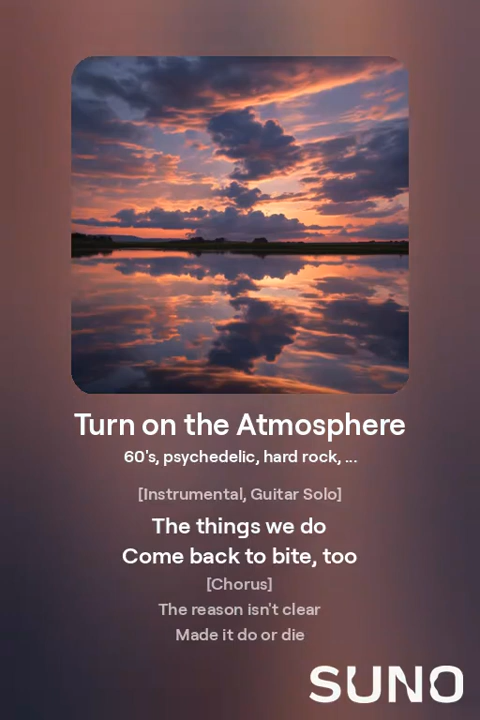 Turn on the Atmosphere
60's, psychedelic, hard rock, ...
[Instrumental, Guitar Solo]
The things we do
Come back to bite, too
[Chorus]
The reason isn't clear
Made it do or die
SUNO